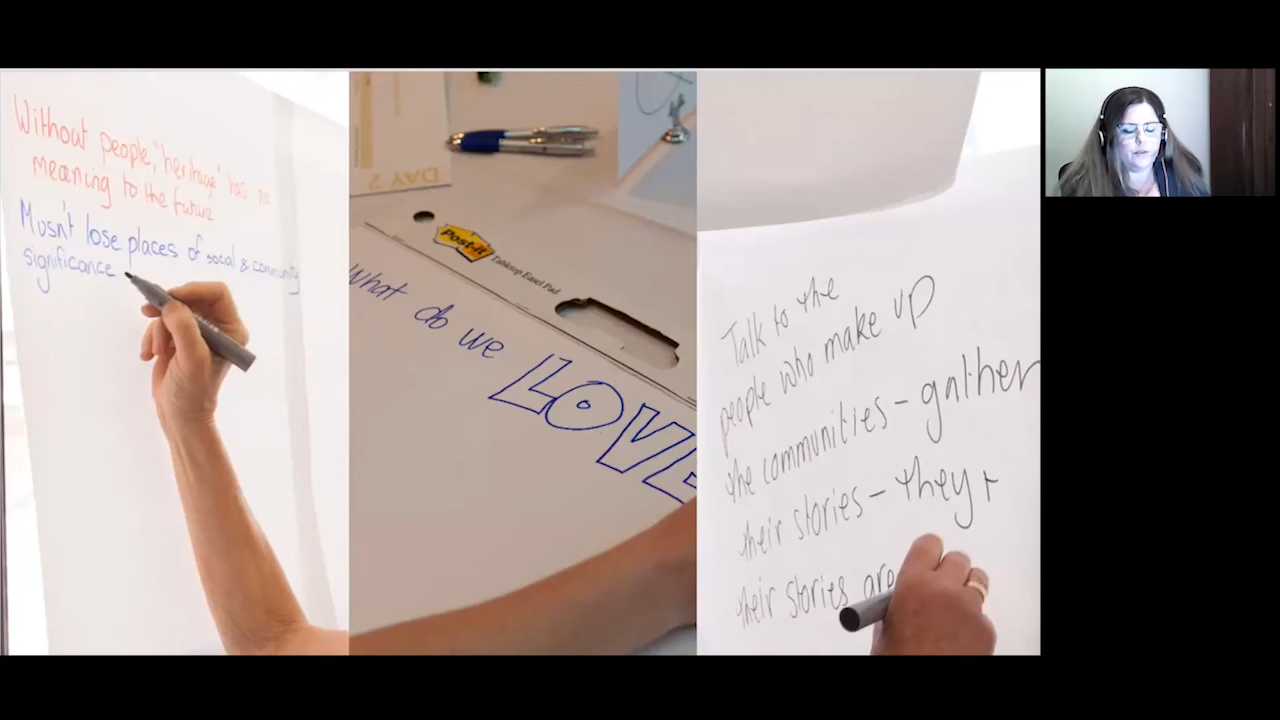 Without people, "heritage" has no
meaning to the future
Musn't lose places of social & community
significance
DAY 2
Post-it
Tabletop Easel Pad
What do we LOVE
Talk to the
people who make up
the communities – gather
their stories – they +
their stories are